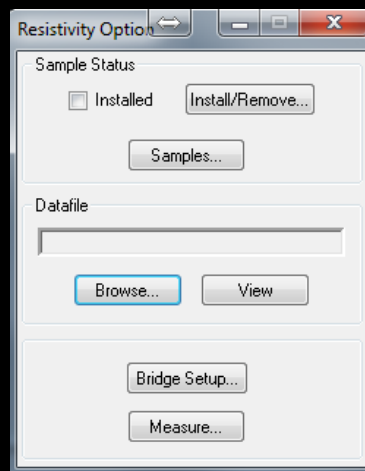 Resistivity Option
Sample Status
Installed
Install/Remove...
Samples...
Datafile
Browse...
View
Bridge Setup...
Measure...